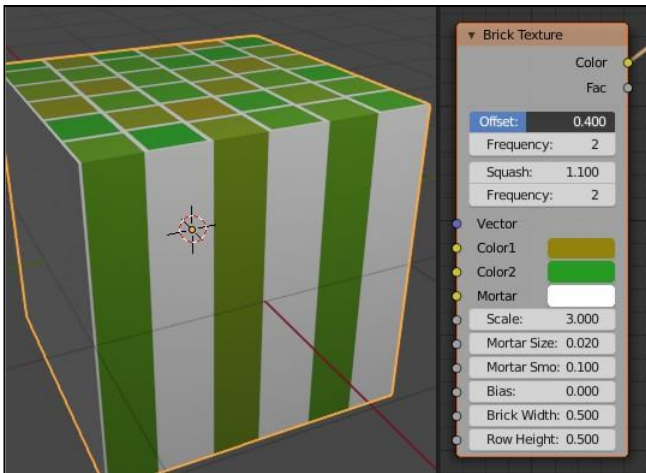 Brick Texture
Color
Fac
Offset: 0.400
Frequency: 2
Squash: 1.100
Frequency: 2
Vector
Color1
Color2
Mortar
Scale: 3.000
Mortar Size: 0.020
Mortar Smo: 0.100
Bias: 0.000
Brick Width: 0.500
Row Height: 0.500